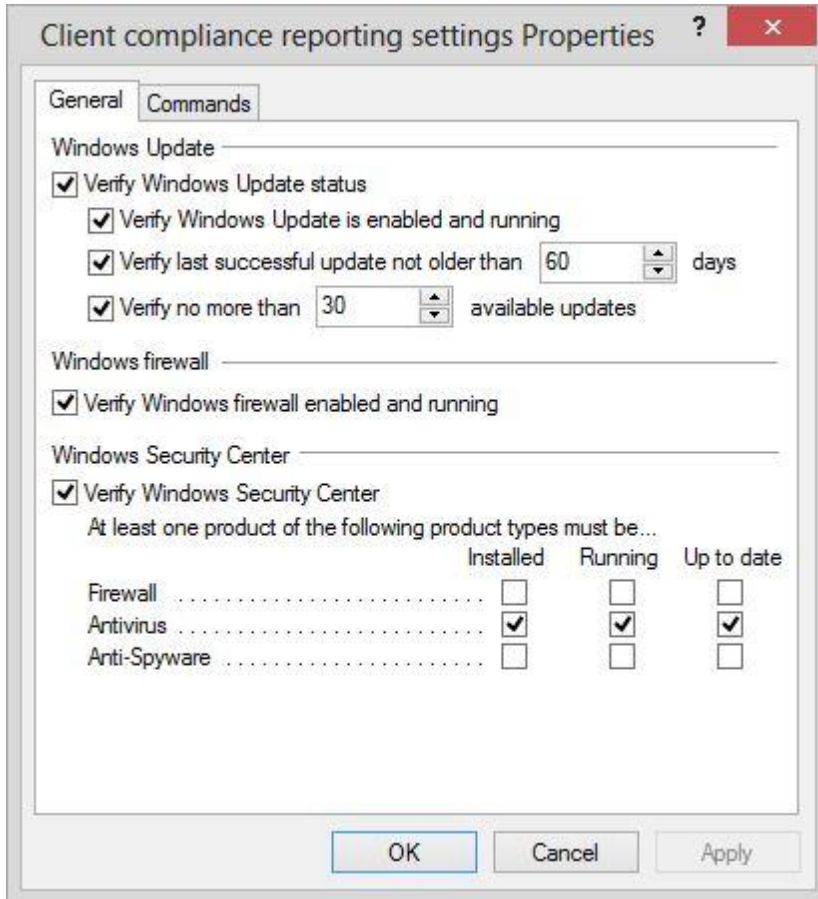 Client compliance reporting settings Properties ? ×
General Commands
Windows Update
Verify Windows Update status
Verify Windows Update is enabled and running
Verify last successful update not older than 60 days
Verify no more than 30 available updates
Windows firewall
Verify Windows firewall enabled and running
Windows Security Center
Verify Windows Security Center
At least one product of the following product types must be...
Installed Running Up to date
Firewall . . . . . . . . . . . . . . . . . . . . . . . . . . .
Antivirus . . . . . . . . . . . . . . . . . . . . . . . . . . .
Anti-Spyware . . . . . . . . . . . . . . . . . . . . . . .
OK Cancel Apply